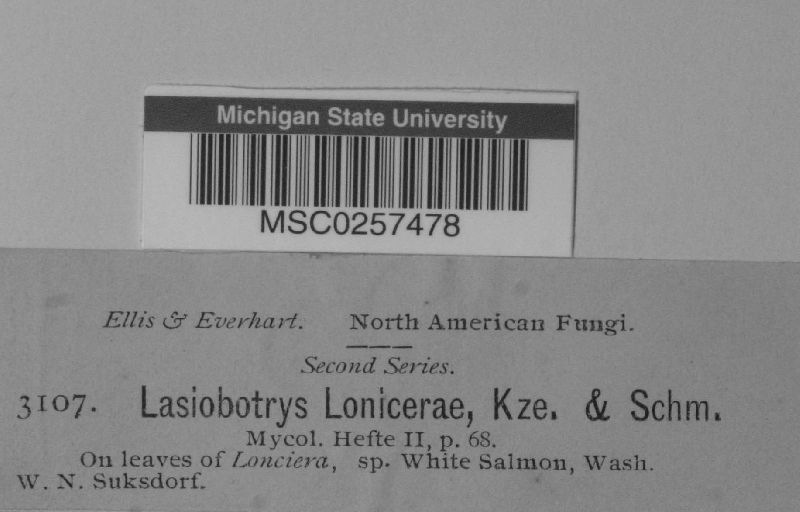 Michigan State University
MSC0257478
Ellis & Everhart. North American Fungi.
Second Series.
3107. Lasiobotrys Lonicerae, Kze. & Schm.
Mycol. Hefte II, p. 68.
On leaves of Lonciera, sp. White Salmon, Wash.
W. N. Suksdorf.